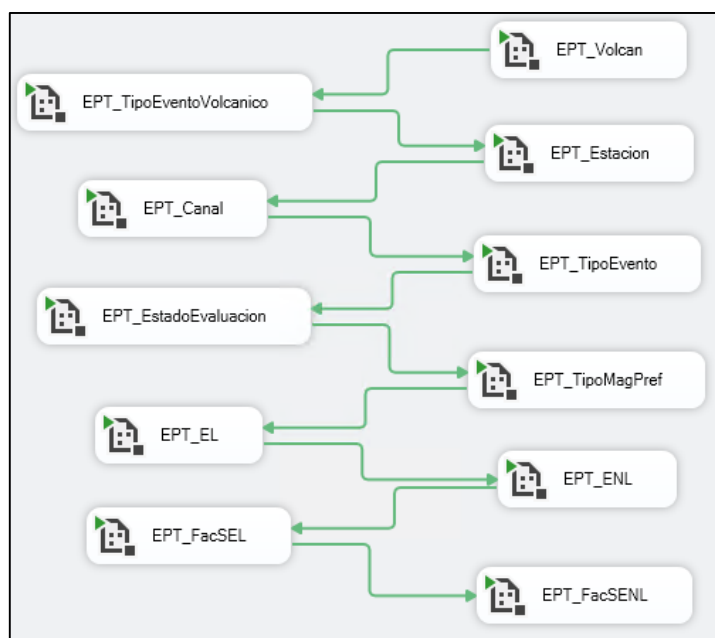 EPT_Volcan
EPT_TipoEventoVolcanico
EPT_Estacion
EPT_Canal
EPT_TipoEvento
EPT_EstadoEvaluacion
EPT_TipoMagPref
EPT_EL
EPT_ENL
EPT_FacSEL
EPT_FacSENL